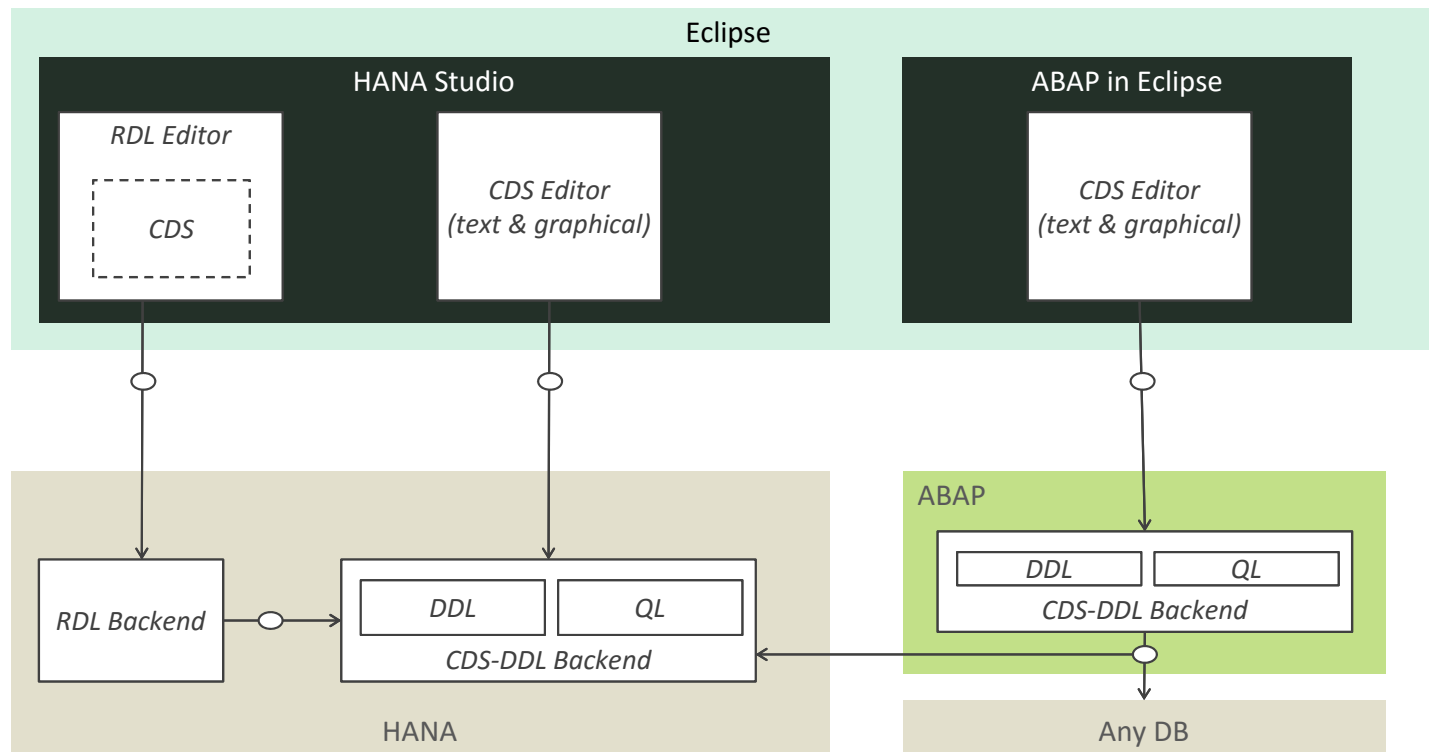 Eclipse
HANA Studio
ABAP in Eclipse
RDL Editor
CDS
CDS Editor
(text & graphical)
CDS Editor
(text & graphical)
ABAP
DDL
QL
CDS-DDL Backend
RDL Backend
DDL
QL
CDS-DDL Backend
HANA
Any DB